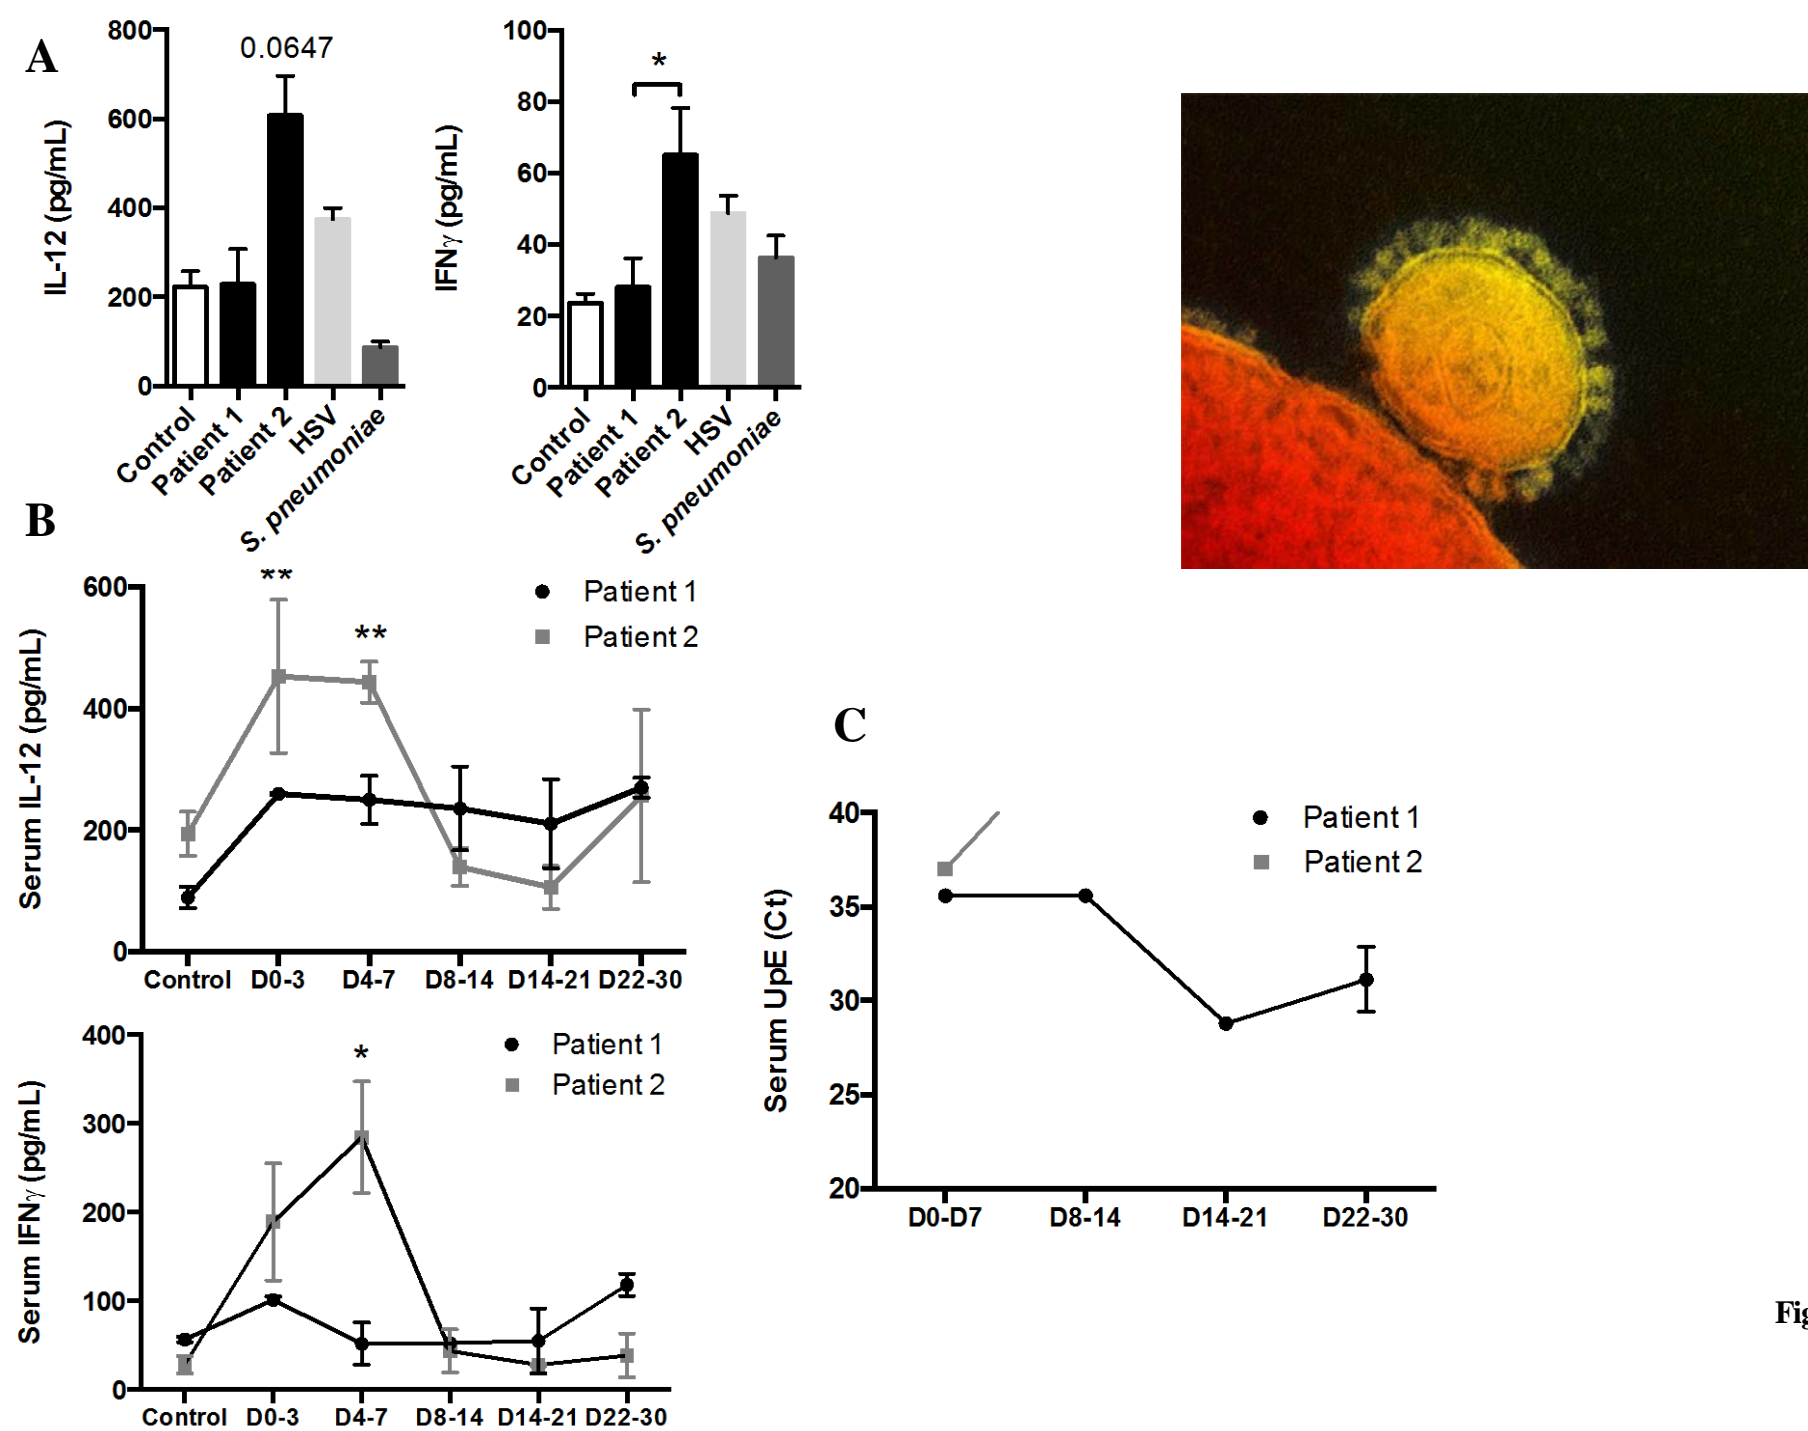 A
IL-12 (pg/mL)
800
600
400
200
0
0.0647
Control
Patient 1
Patient 2
HSV
S. pneumoniae
IFNγ (pg/mL)
100
80
60
40
20
0
*
Control
Patient 1
Patient 2
HSV
S. pneumoniae
B
Serum IL-12 (pg/mL)
600
400
200
0
**
**
Patient 1
Patient 2
Control D0-3 D4-7 D8-14 D14-21 D22-30
Serum IFNγ (pg/mL)
400
300
200
100
0
*
Patient 1
Patient 2
Control D0-3 D4-7 D8-14 D14-21 D22-30
C
Serum UpE (Ct)
40
35
30
25
20
Patient 1
Patient 2
D0-D7 D8-14 D14-21 D22-30
Fig